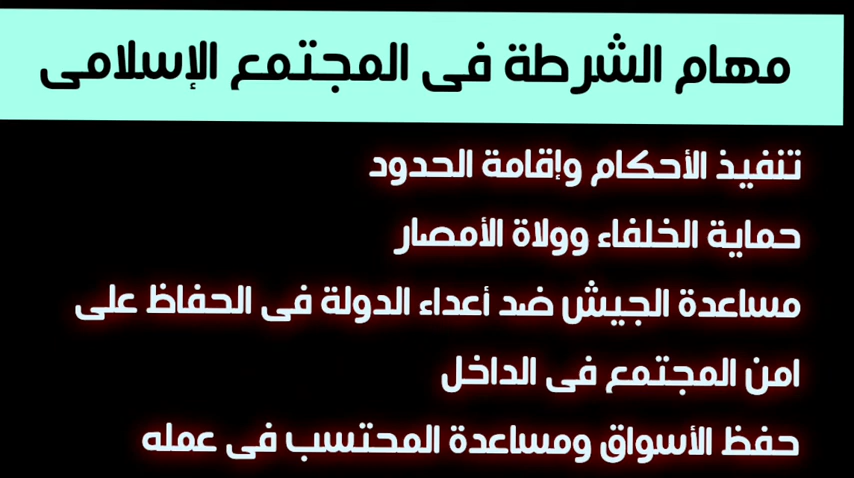 مهام الشرطة فى المجتمع الإسلامى
تنفيذ الأحكام وإقامة الحدود
حماية الخلفاء وولاة الأمصار
مساعدة الجيش ضد أعداء الدولة فى الحفاظ على
امن المجتمع فى الداخل
حفظ الأسواق ومساعدة المحتسب فى عمله